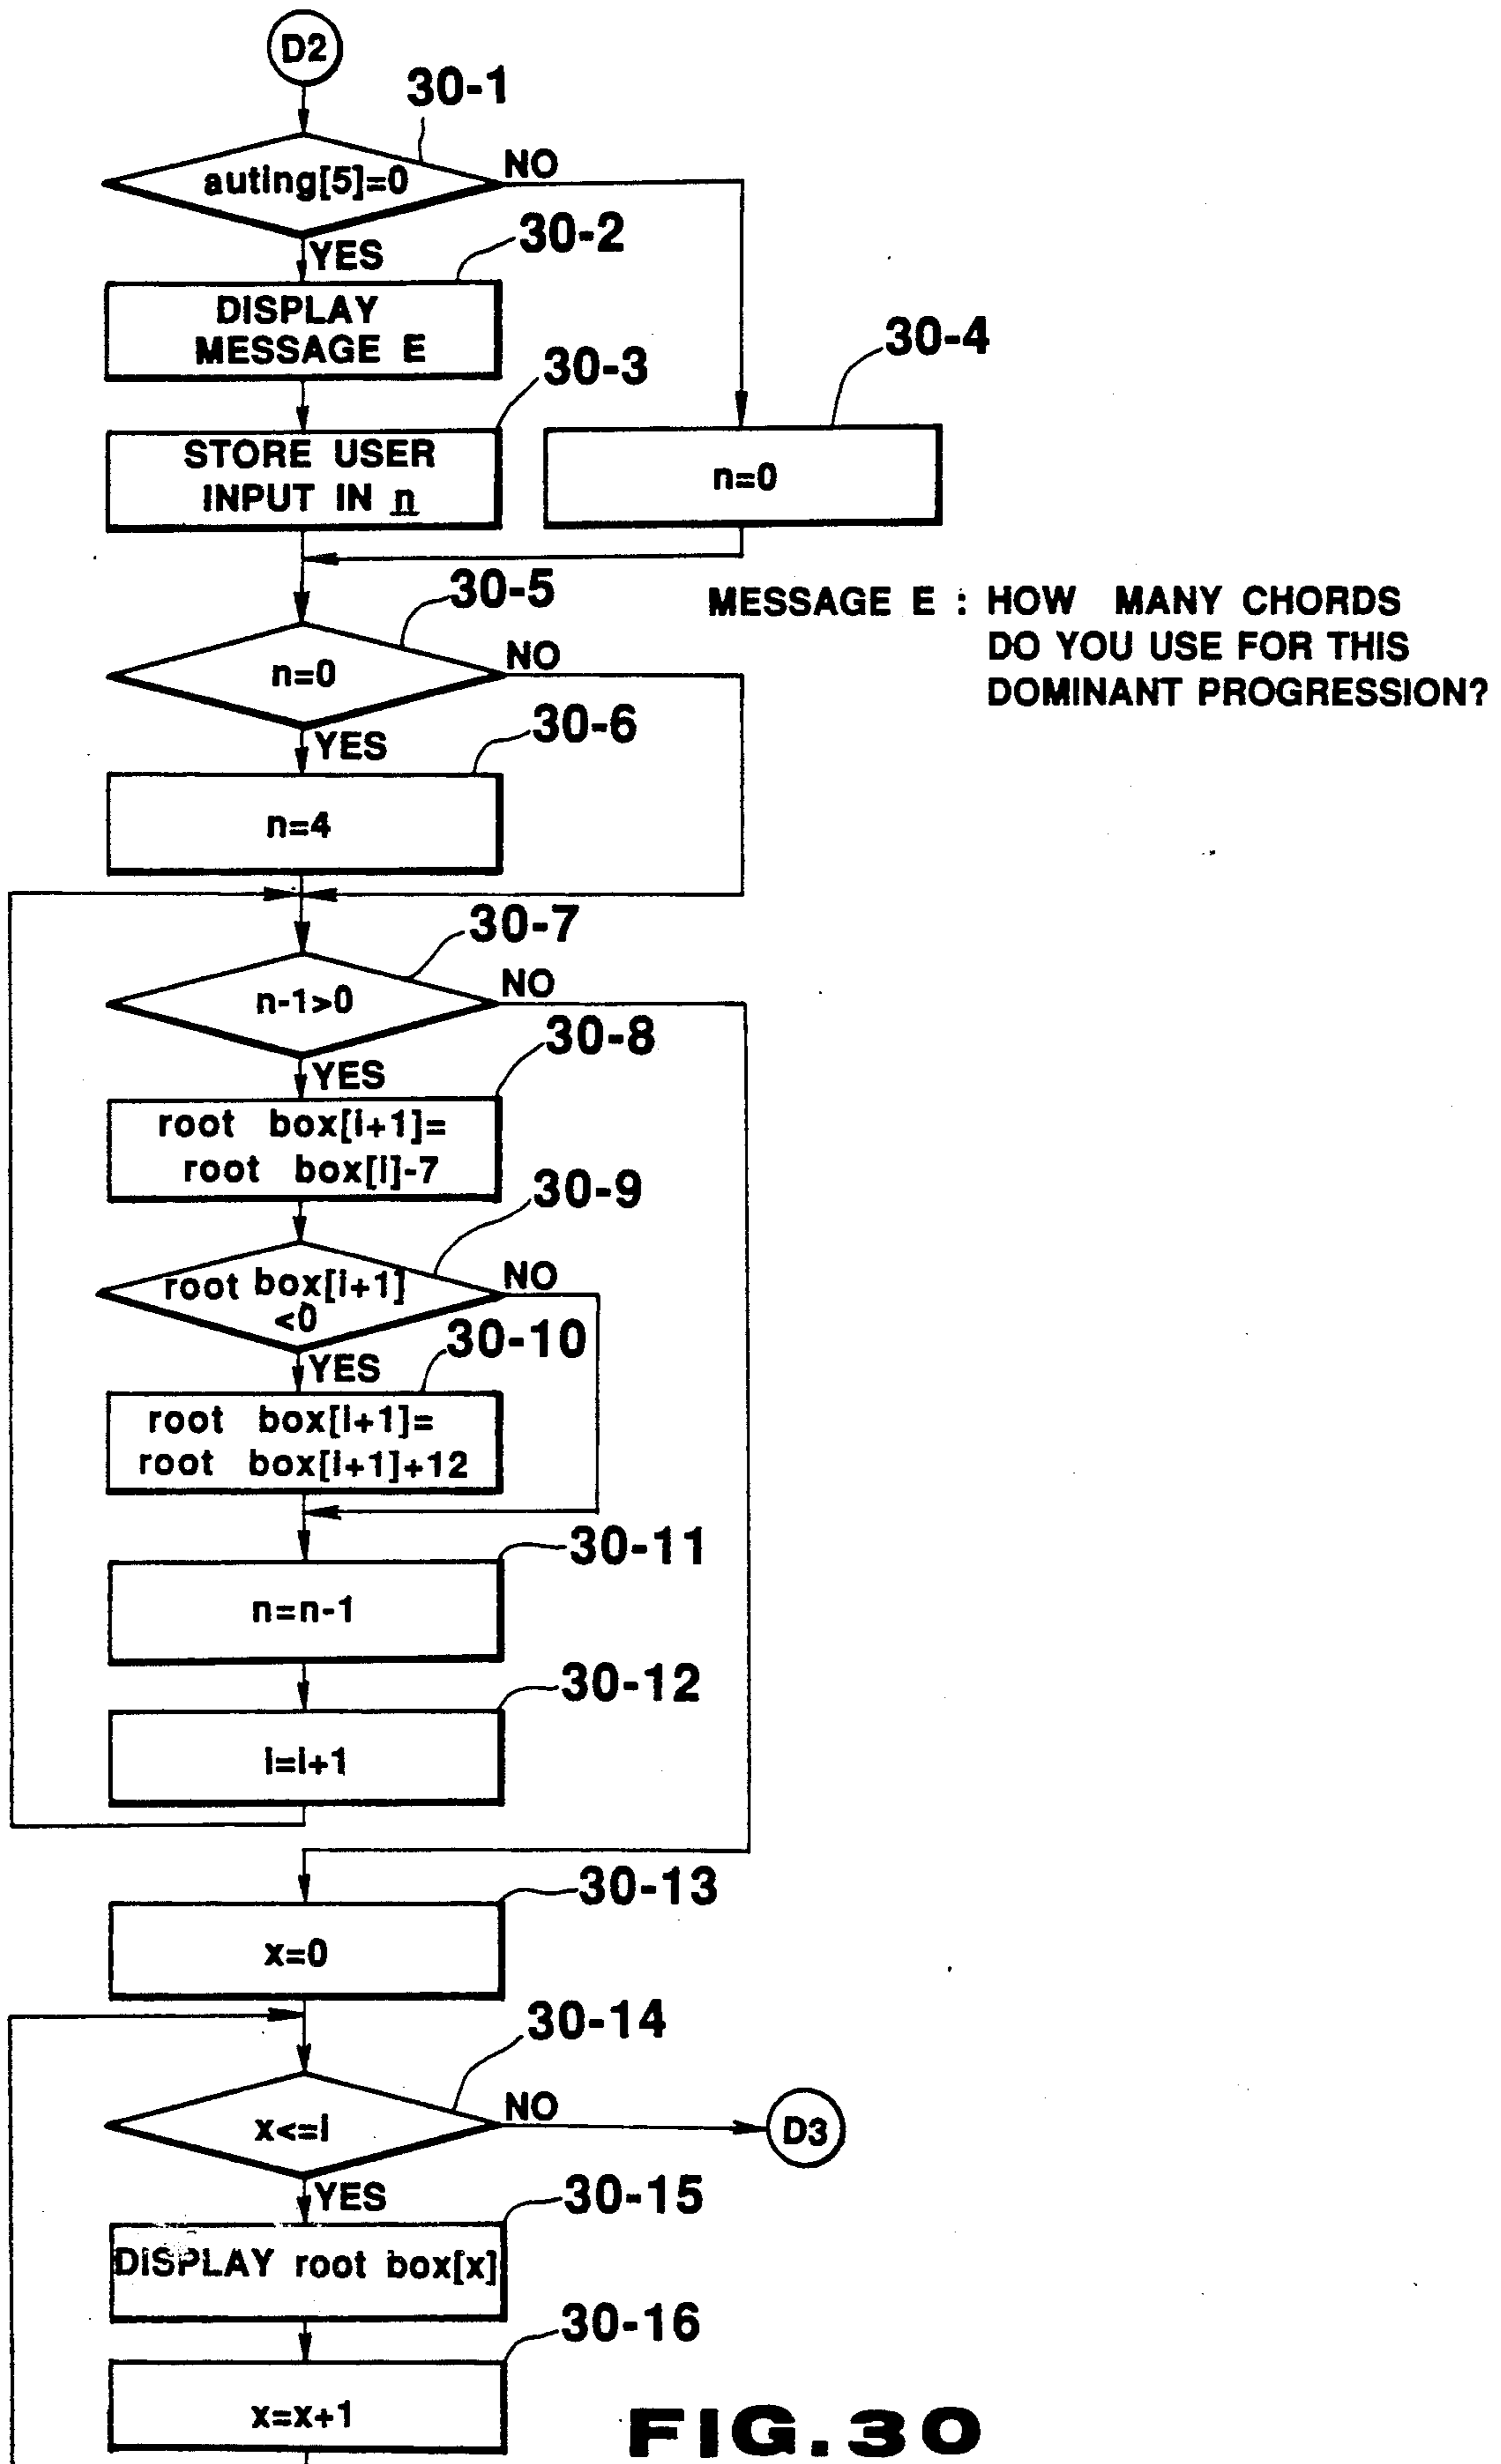 D2
30-1
auting[5]=0
NO
YES
30-2
DISPLAY
MESSAGE E
30-3
STORE USER
INPUT IN n
30-4
n=0
30-5
MESSAGE E : HOW MANY CHORDS
DO YOU USE FOR THIS
DOMINANT PROGRESSION?
n=0
NO
YES
30-6
n=4
30-7
n-1>0
NO
YES
30-8
root box[i+1]=
root box[i]-7
30-9
root box[i+1]
<0
NO
YES
30-10
root box[i+1]=
root box[i+1]+12
30-11
n=n-1
30-12
i=i+1
30-13
x=0
30-14
x<=i
NO
D3
YES
30-15
DISPLAY root box[x]
30-16
x=x+1
FIG.30